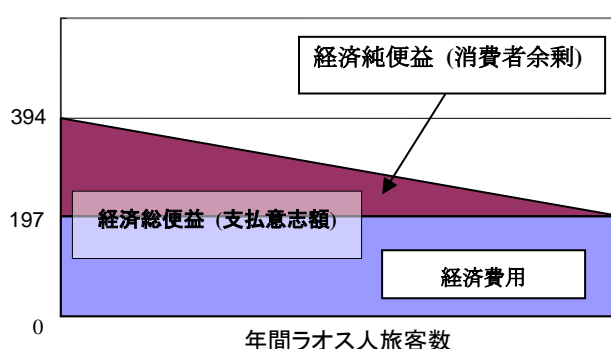 経済純便益 (消費者余剰)
394
197
経済総便益 (支払意志額)
経済費用
0
年間ラオス人旅客数